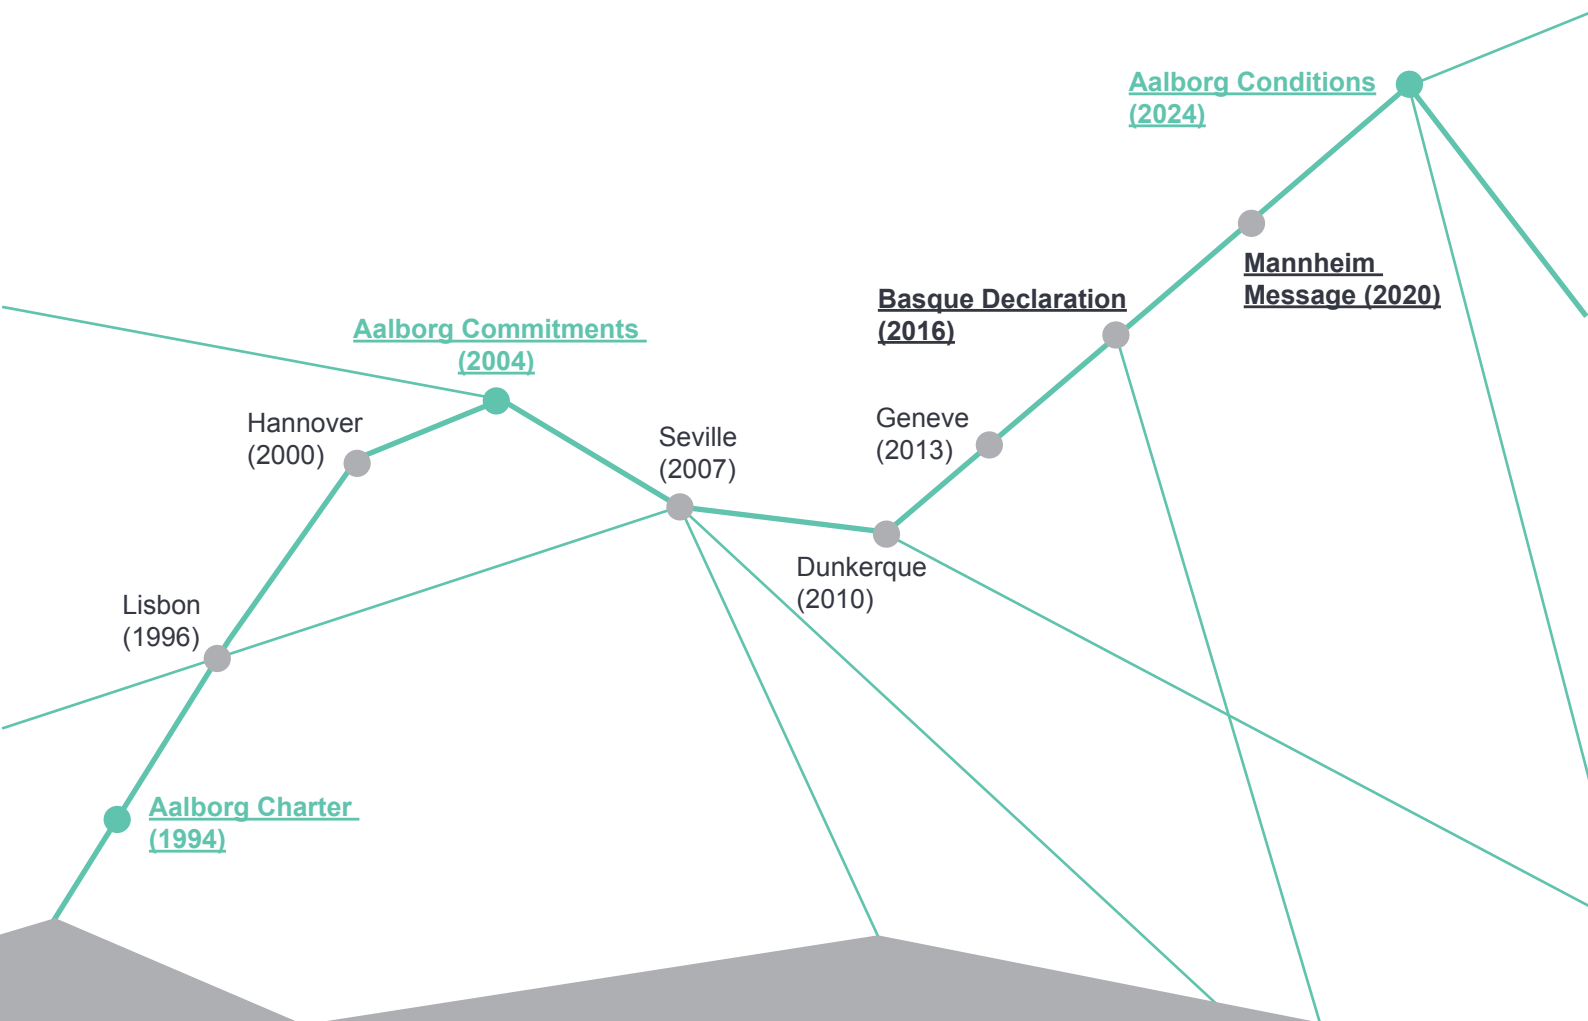 Aalborg Conditions
(2024)
Mannheim
Message (2020)
Basque Declaration
(2016)
Aalborg Commitments
(2004)
Hannover
(2000)
Seville
(2007)
Geneve
(2013)
Dunkerque
(2010)
Lisbon
(1996)
Aalborg Charter
(1994)